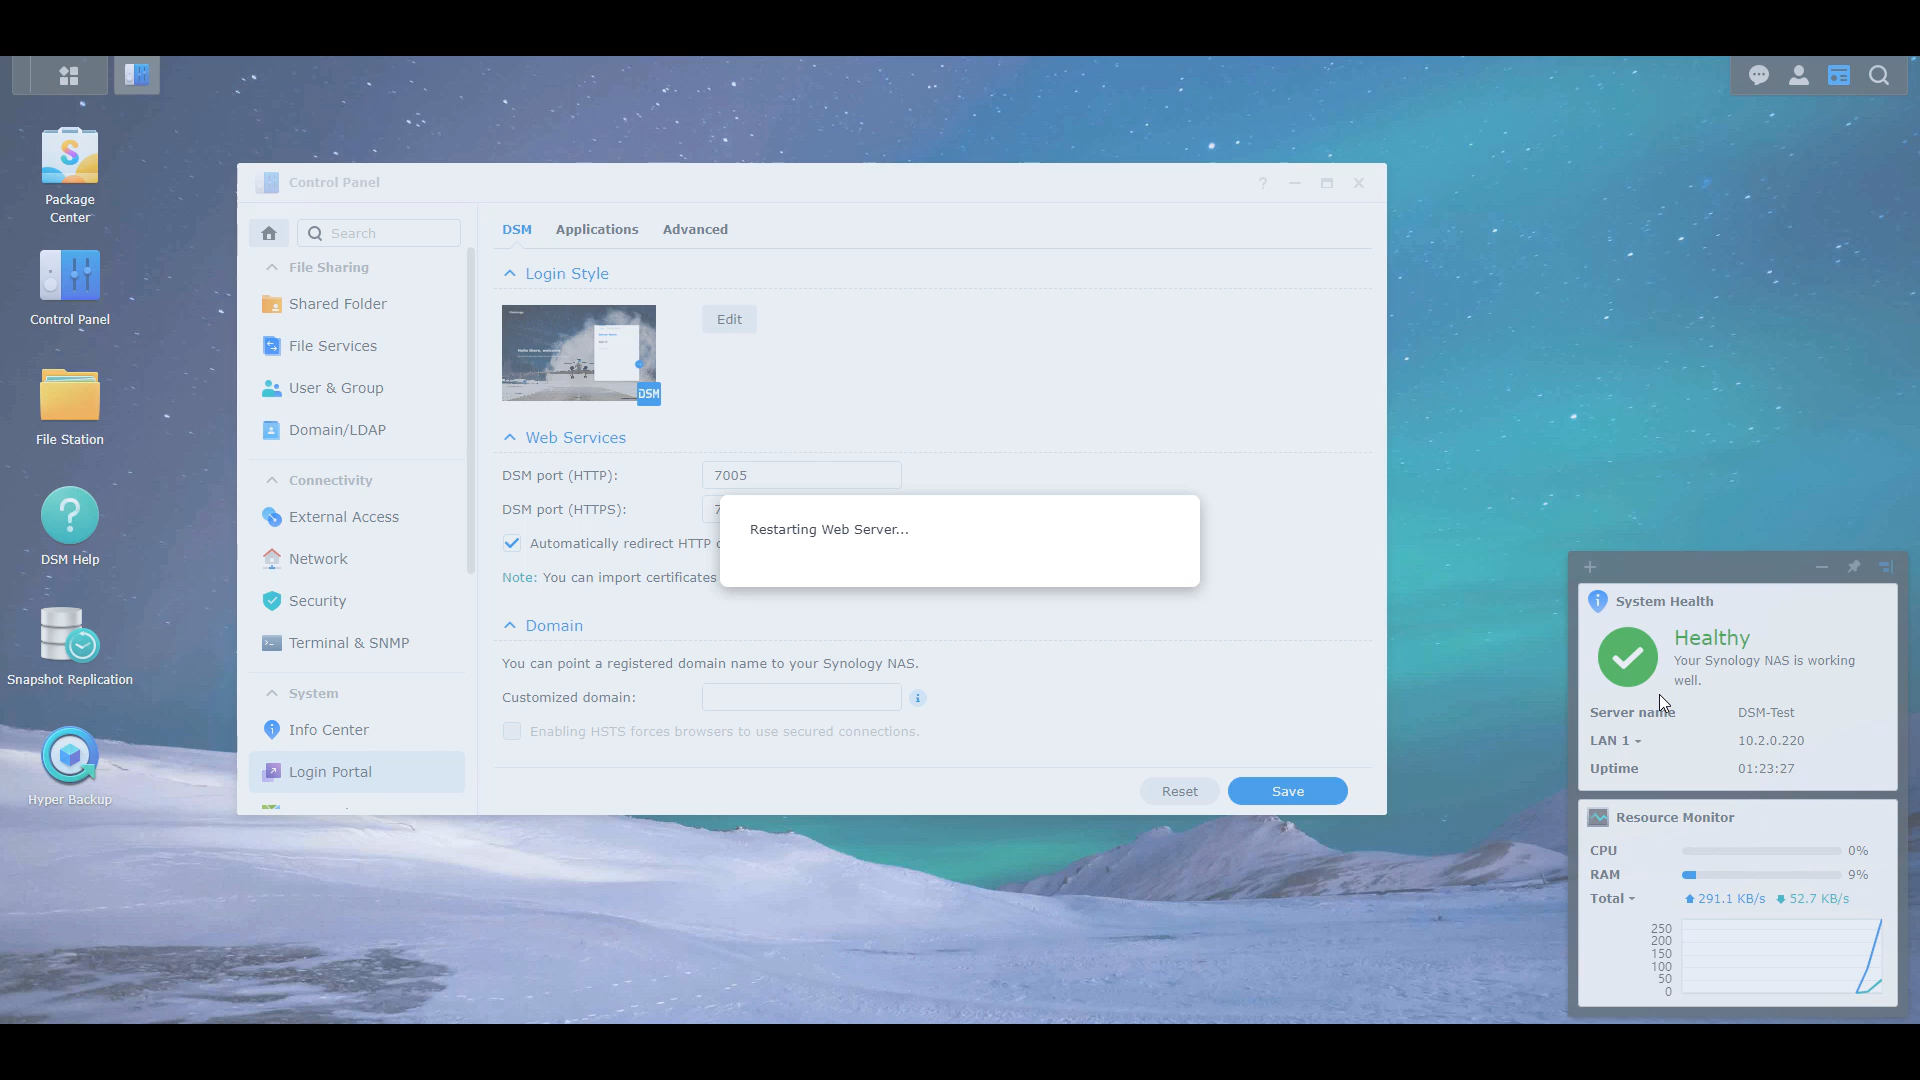 Package
Center
Control Panel
File Station
DSM Help
Snapshot Replication
Hyper Backup
Control Panel
Search
File Sharing
Shared Folder
File Services
User & Group
Domain/LDAP
Connectivity
External Access
Network
Security
Terminal & SNMP
System
Info Center
Login Portal
DSM Applications Advanced
Login Style
Edit
DSM
Web Services
DSM port (HTTP): 7005
DSM port (HTTPS): 7
Automatically redirect HTTP
Note: You can import certificates
Restarting Web Server...
Domain
You can point a registered domain name to your Synology NAS.
Customized domain:
Enabling HSTS forces browsers to use secured connections.
Reset Save
System Health
Healthy
Your Synology NAS is working
well.
Server name DSM-Test
LAN 1 10.2.0.220
Uptime 01:23:27
Resource Monitor
CPU 0%
RAM 9%
Total 291.1 KB/s 52.7 KB/s
250
200
150
100
50
0